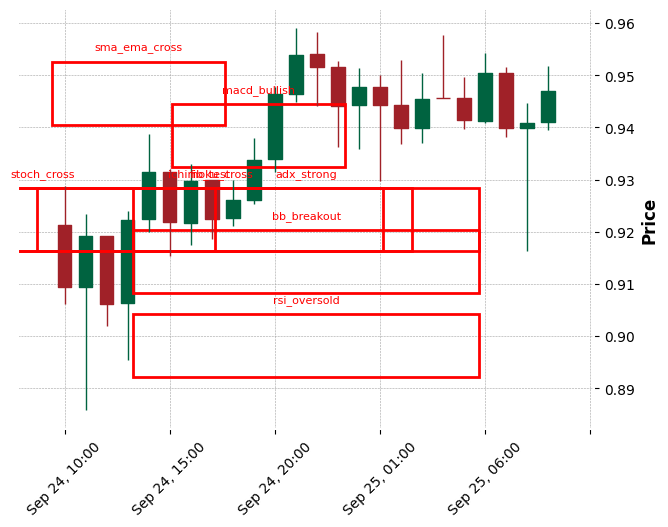 sma_ema_cross
macd_bullish
stoch_cross
adx_strong
bb_breakout
rsi_oversold
0.96
0.95
0.94
0.93
0.92
0.91
0.90
0.89
Price
Sep 24, 10:00
Sep 24, 15:00
Sep 24, 20:00
Sep 25, 01:00
Sep 25, 06:00